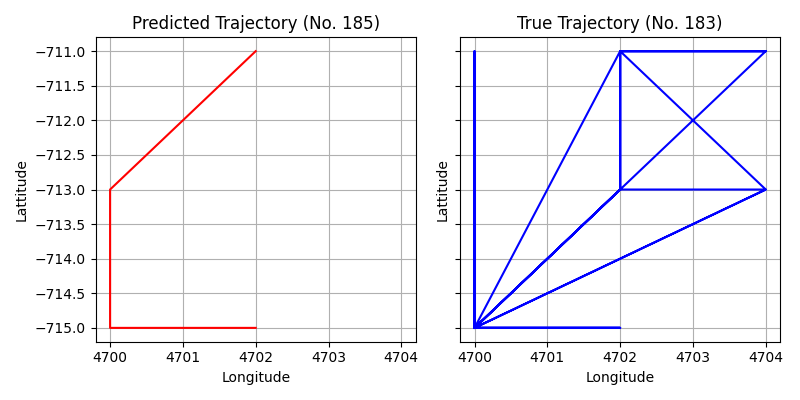 Predicted Trajectory (No. 185)
True Trajectory (No. 183)
Lattitude
−711.0
−711.5
−712.0
−712.5
−713.0
−713.5
−714.0
−714.5
−715.0
4700 4701 4702 4703 4704
Longitude
Lattitude
4700 4701 4702 4703 4704
Longitude